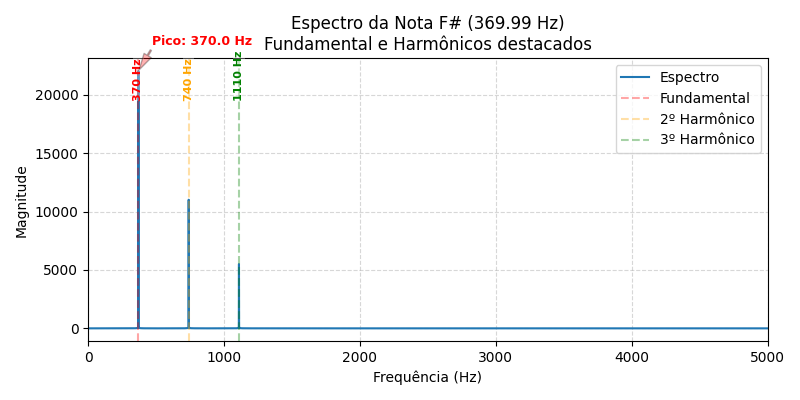 Espectro da Nota F# (369.99 Hz)
Fundamental e Harmônicos destacados
Pico: 370.0 Hz
370 Hz
740 Hz
1110 Hz
Espectro
Fundamental
2º Harmônico
3º Harmônico
Magnitude
20000
15000
10000
5000
0
0 1000 2000 3000 4000 5000
Frequência (Hz)